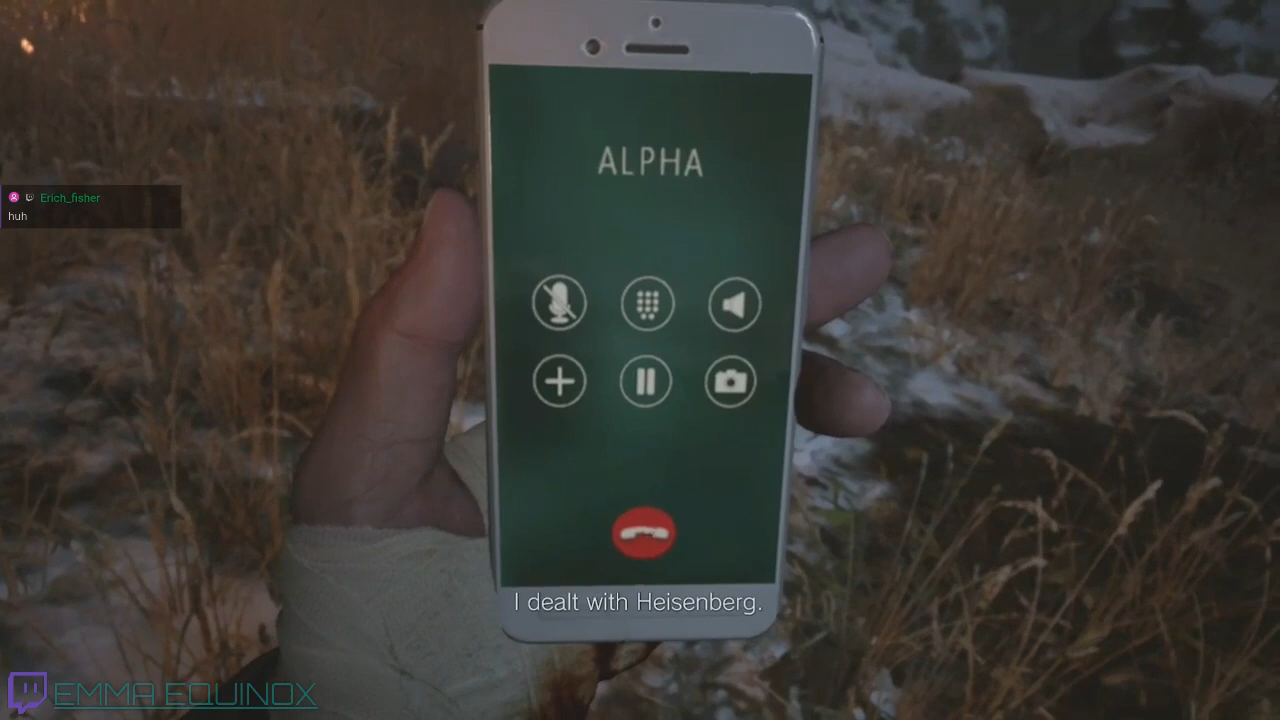 ALPHA
Erich_fisher
huh
I dealt with Heisenberg.
EMMA EQUINOX